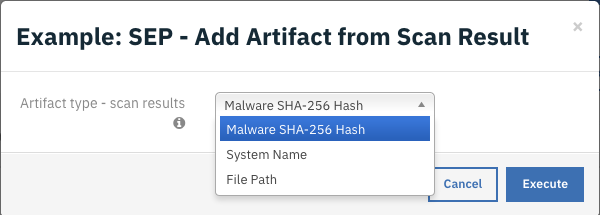 Example: SEP - Add Artifact from Scan Result
×
Artifact type - scan results
Malware SHA-256 Hash
Malware SHA-256 Hash
System Name
File Path
Cancel
Execute